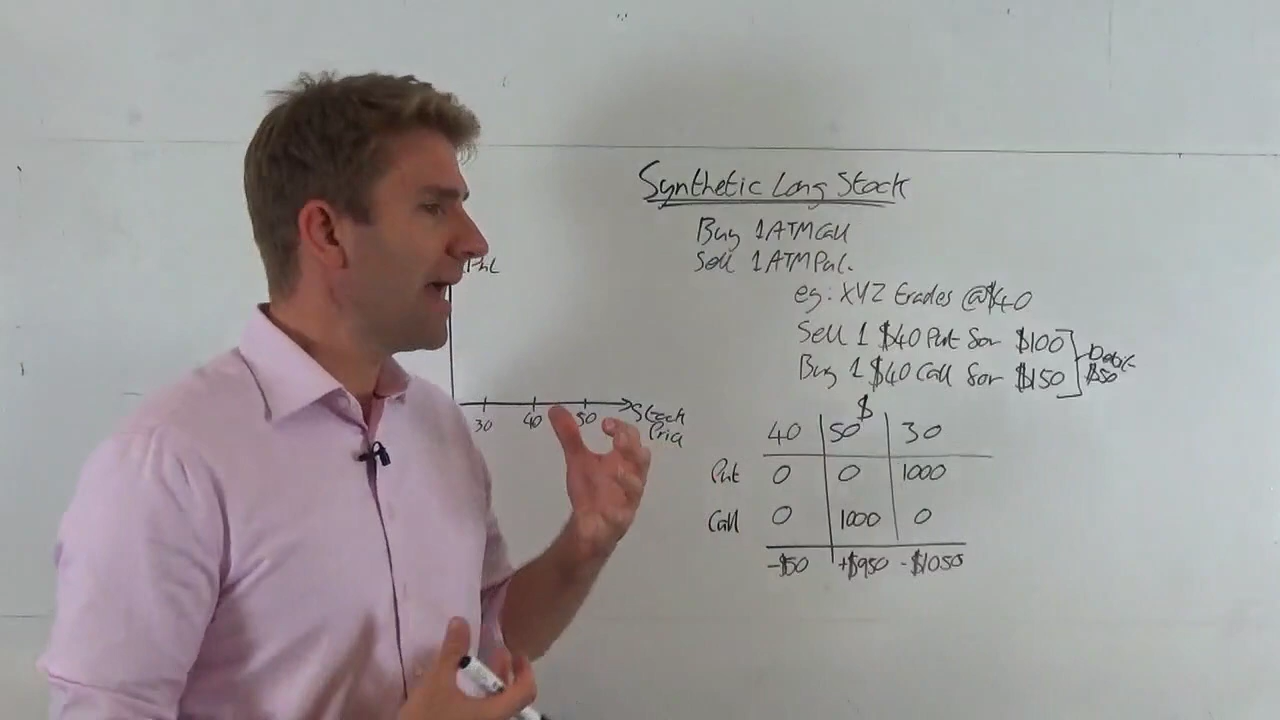 Synthetic Long Stock
Buy 1 ATM Call
Sell 1 ATM Put.
eg: XYZ trades @ $40
Sell 1 $40 Put for $100
Buy 1 $40 Call for $150
Debit
$50
$
40 50 30
Put 0 0 1000
Call 0 1000 0
-$50 +$950 -$1050
PnL
30 40 50
Stock
Price